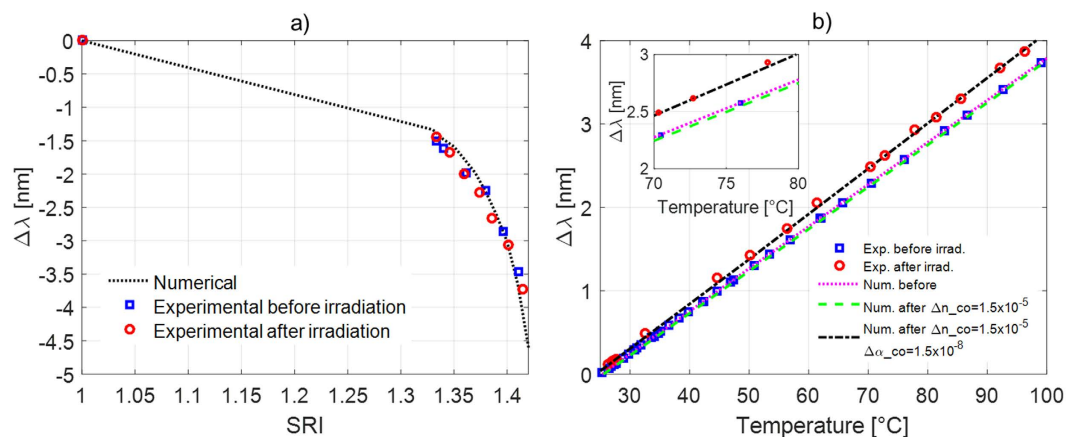 a)
0
-0.5
-1
-1.5
-2
-2.5
-3
-3.5
-4
-4.5
-5
Δλ [nm]
Numerical
Experimental before irradiation
Experimental after irradiation
1 1.05 1.1 1.15 1.2 1.25 1.3 1.35 1.4
SRI
b)
4
3
2
1
0
Δλ [nm]
3
2.5
2
Δλ [nm]
70 75 80
Temperature [°C]
Exp. before irrad.
Exp. after irrad.
Num. before
Num. after Δn_co=1.5x10⁻⁵
Num. after Δn_co=1.5x10⁻⁵
Δα_co=1.5x10⁻⁸
30 40 50 60 70 80 90 100
Temperature [°C]